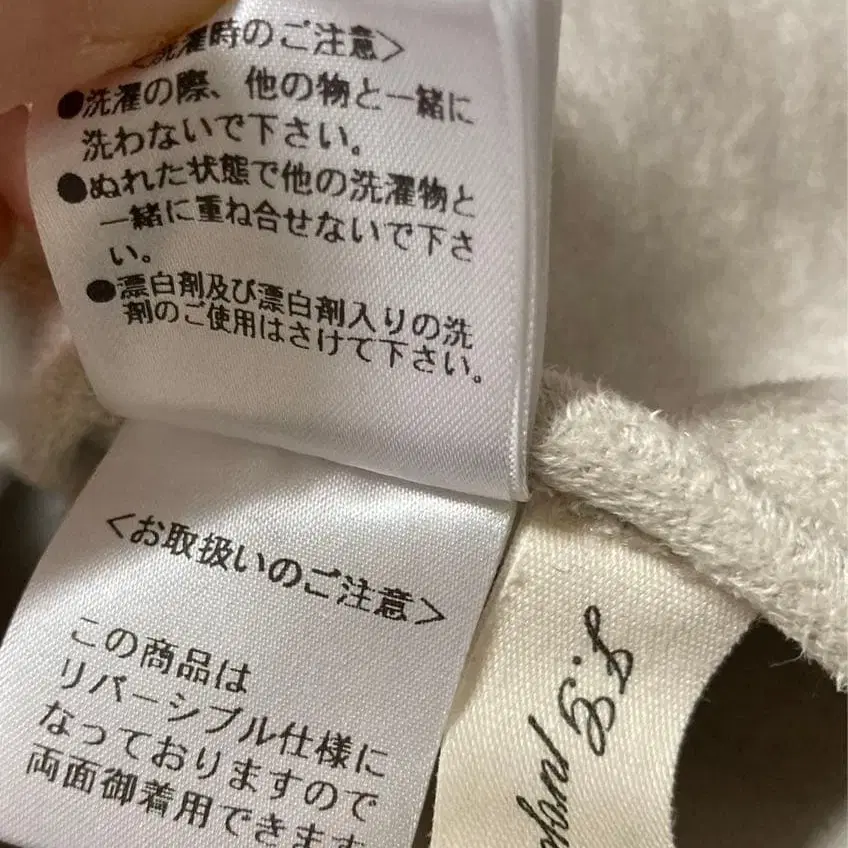 <洗濯時のご注意>
●洗濯の際、他の物と一緒に
洗わないで下さい。
●ぬれた状態で他の洗濯物と
一緒に重ね合せないで下さ
い。
●漂白剤及び漂白剤入りの洗
剤のご使用はさけて下さい。
<お取扱いのご注意>
この商品は
リバーシブル仕様に
なっておりますので
両面御着用できます